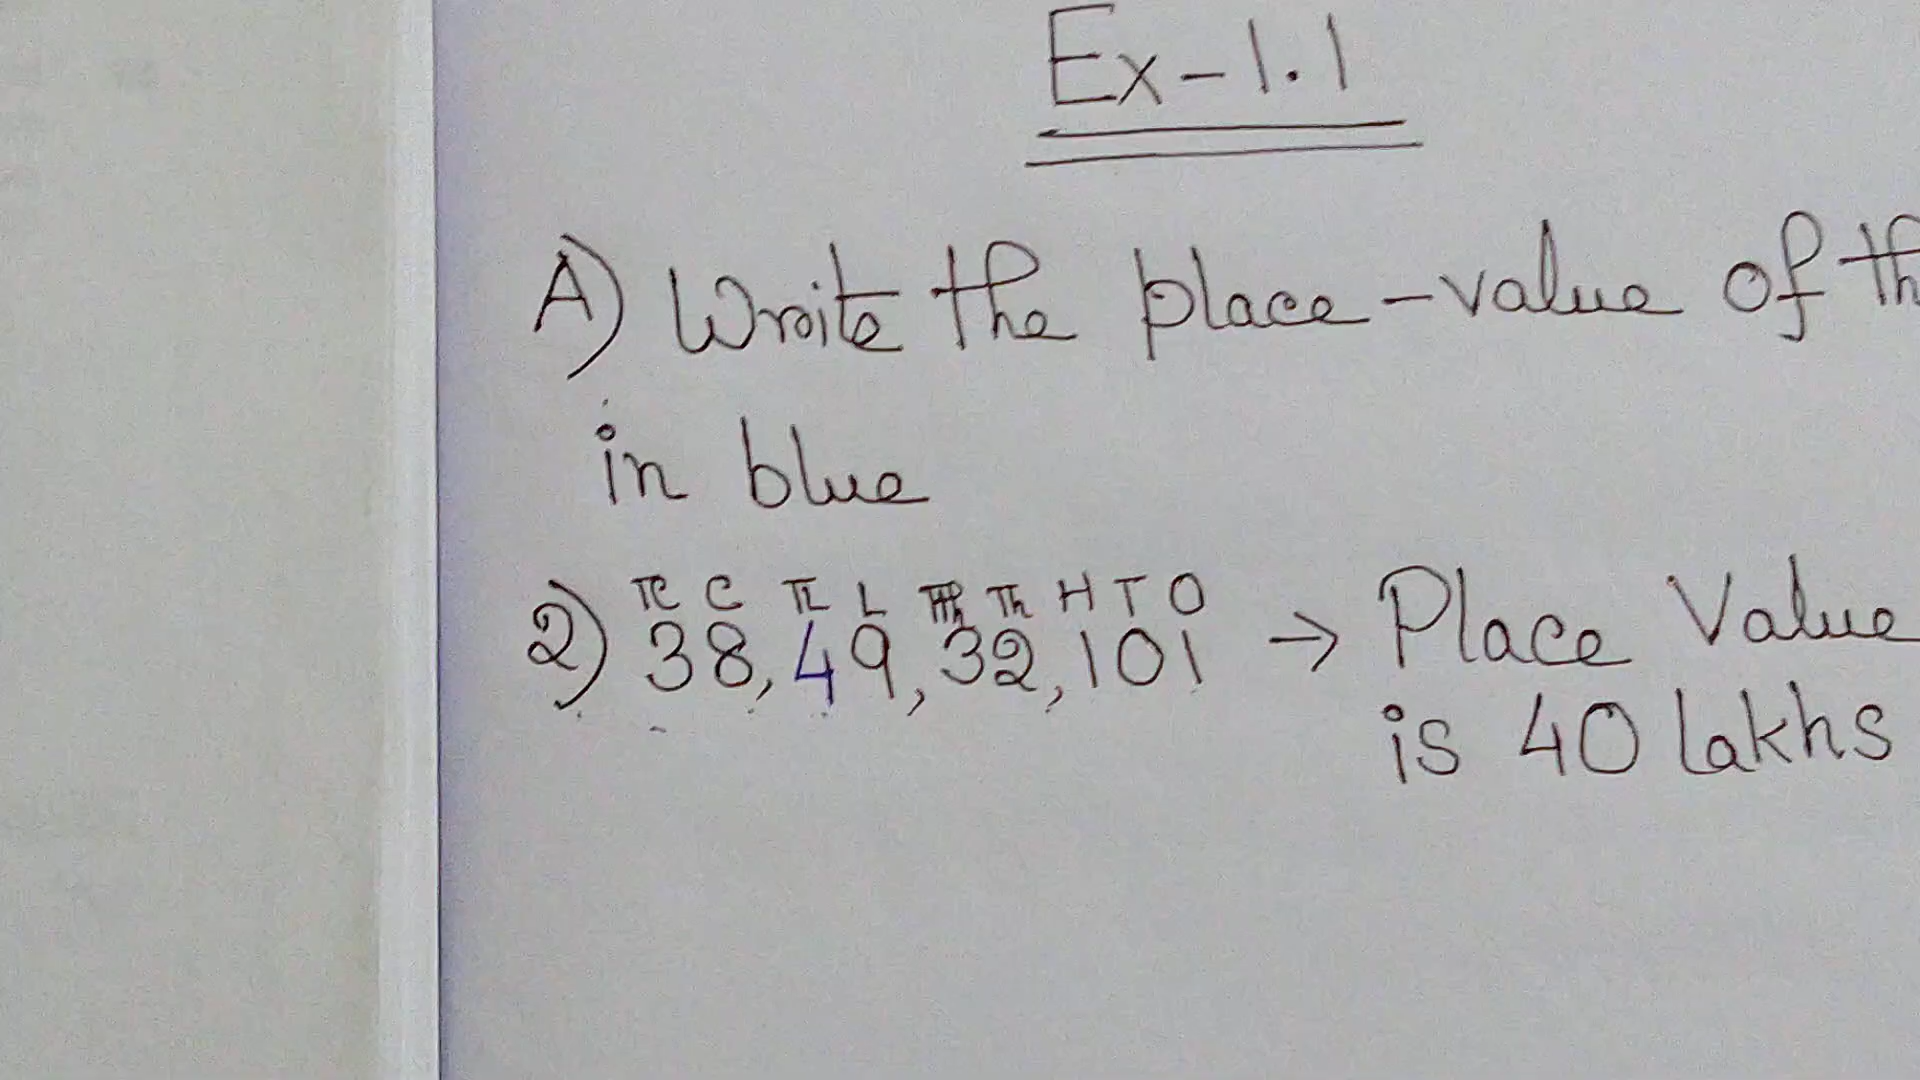 Ex-1.1
A) Write the place-value of th
in blue
TC C TL L TTh Th H T O
2) 38,49,32,101 → Place Value
is 40 lakhs